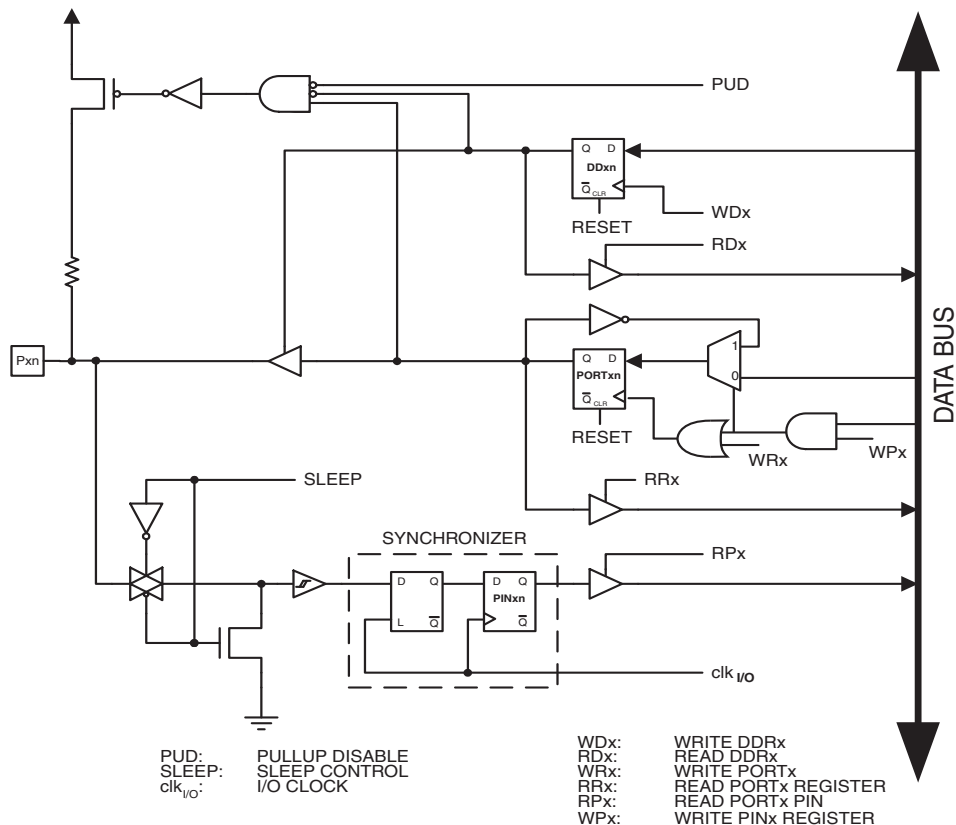 PUD
Q D
DDxn
Q CLR
WDx
RESET
RDx
Pxn
1
Q D
PORTxn
0
Q CLR
RESET
WRx
WPx
DATA BUS
SLEEP
RRx
SYNCHRONIZER
RPx
D Q
D Q
PINxn
L Q
Q
clk I/O
PUD: PULLUP DISABLE
SLEEP: SLEEP CONTROL
clkI/O: I/O CLOCK
WDx: WRITE DDRx
RDx: READ DDRx
WRx: WRITE PORTx
RRx: READ PORTx REGISTER
RPx: READ PORTx PIN
WPx: WRITE PINx REGISTER